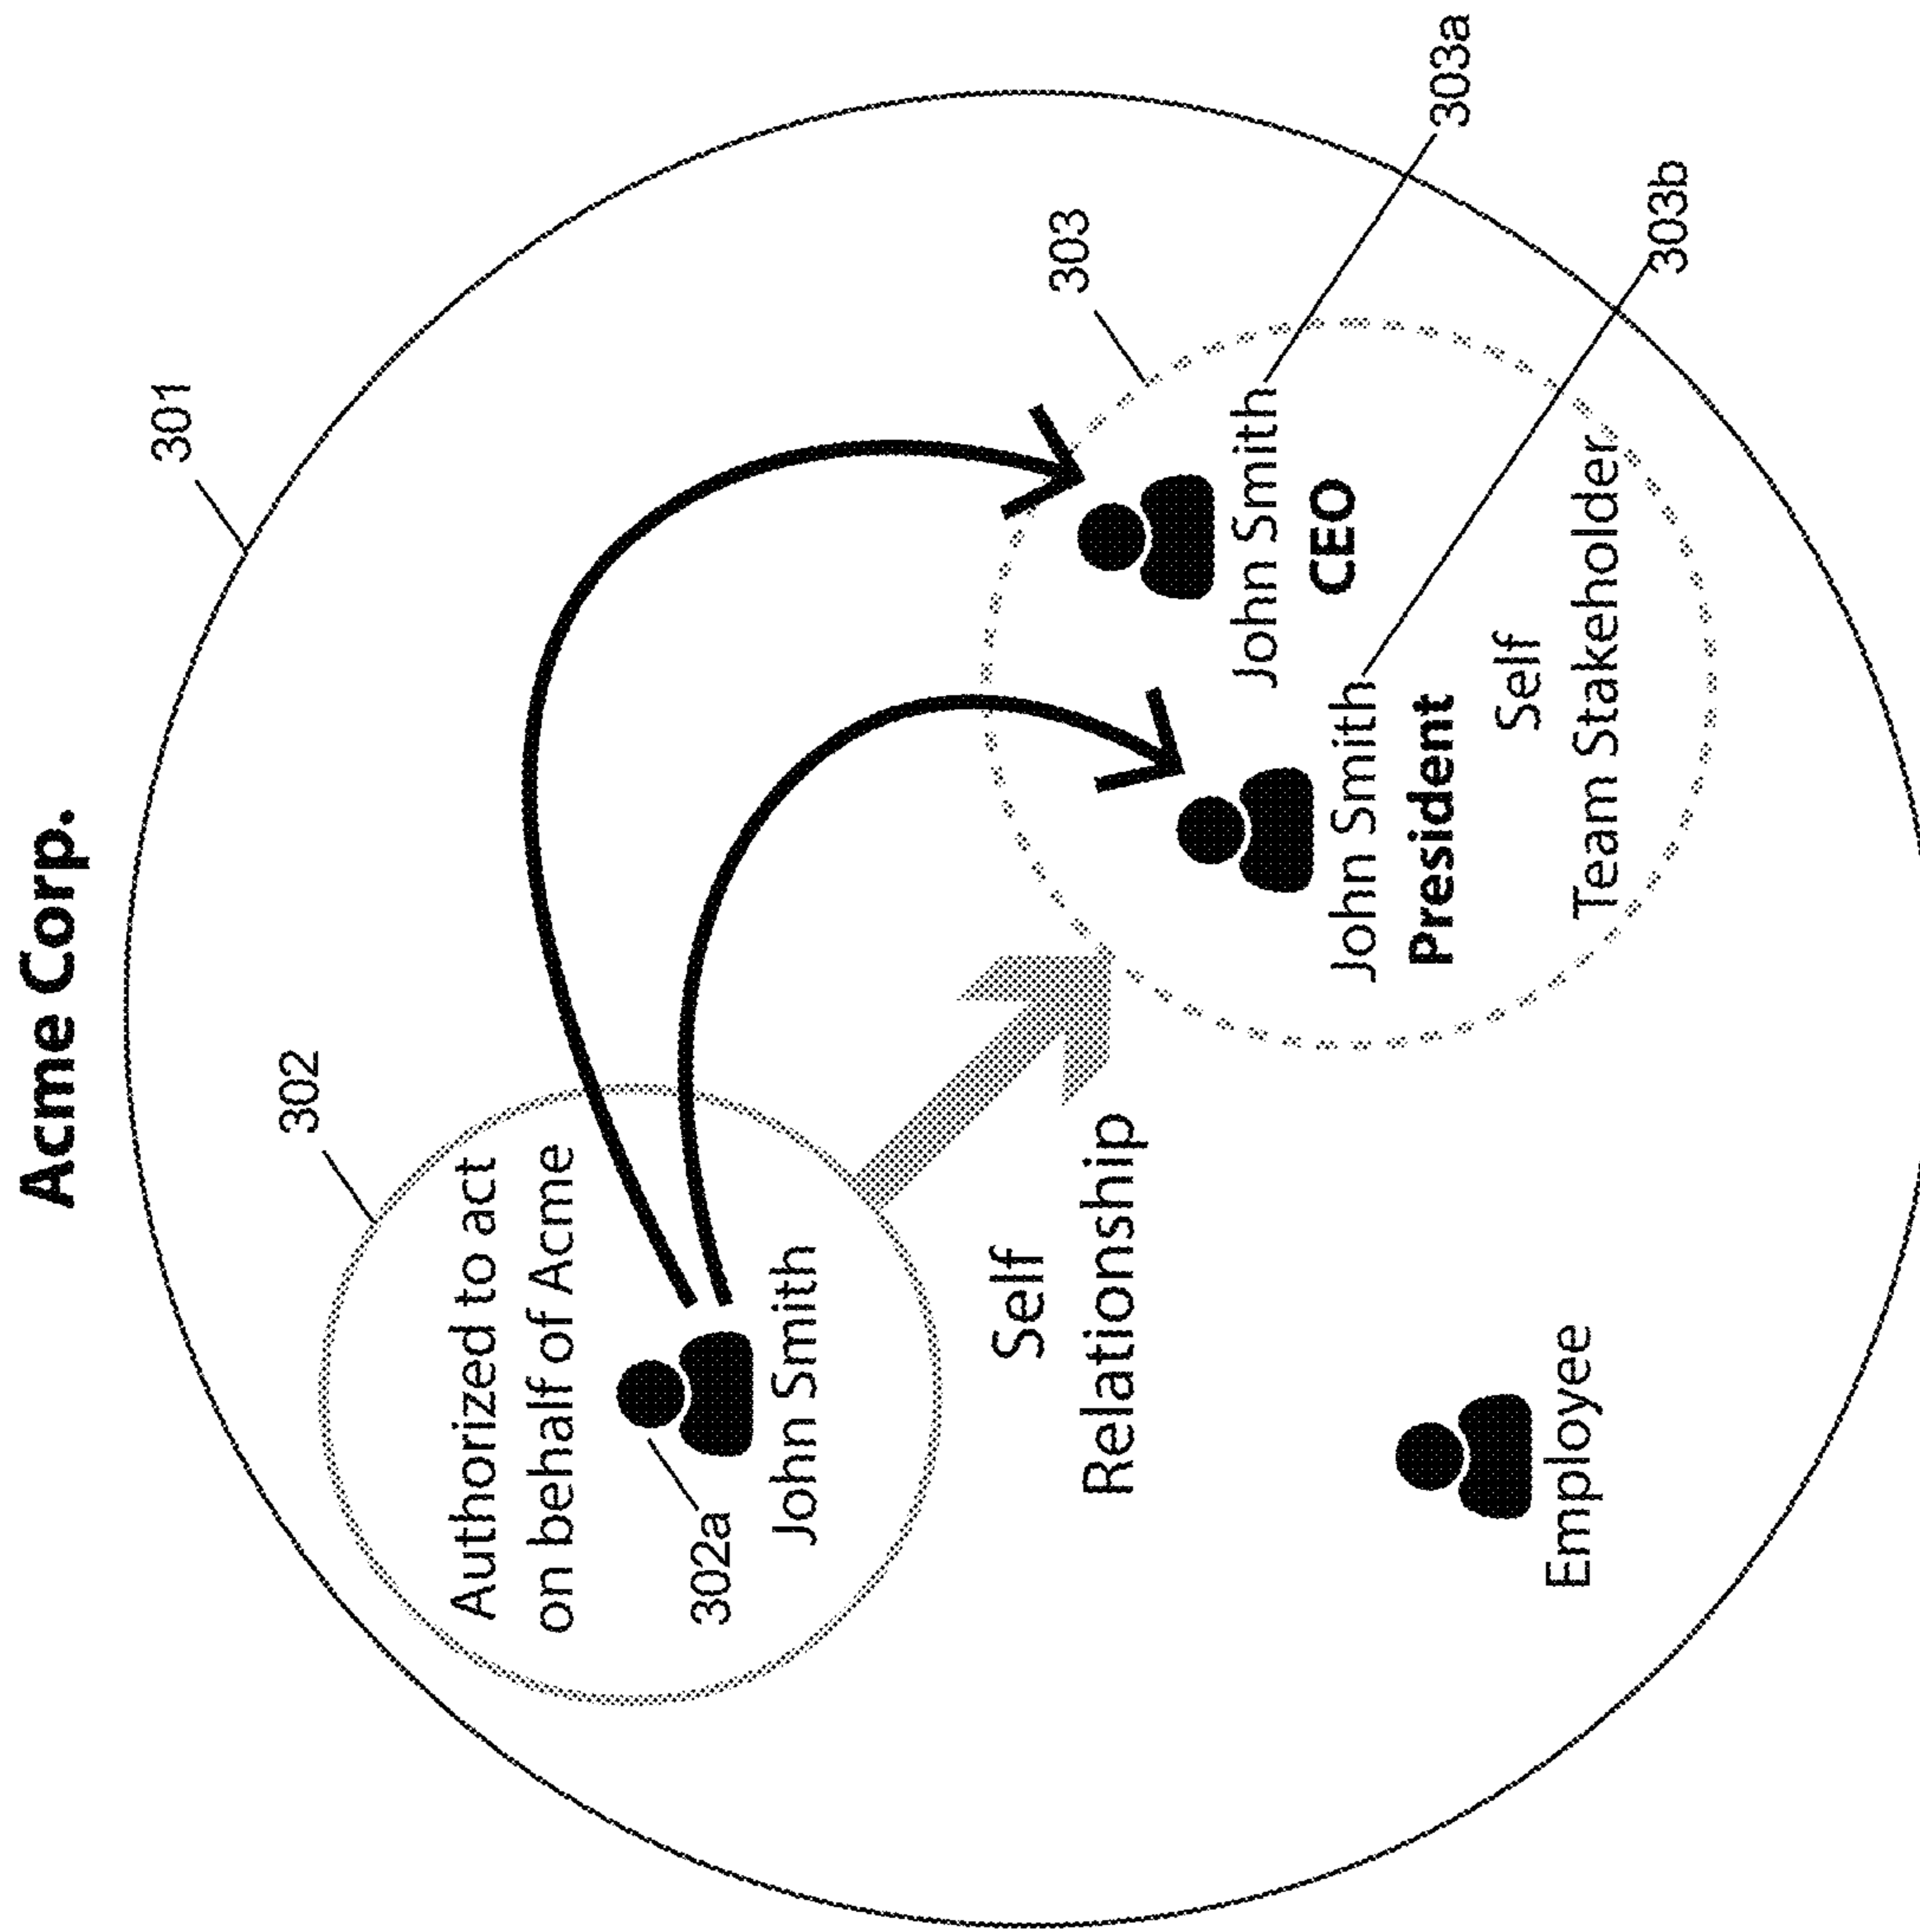 Acme Corp.
301
302
Authorized to act
on behalf of Acme
302a
John Smith
Self
Relationship
303
John Smith
CEO
303a
John Smith
President
303b
Self
Team Stakeholder
Employee